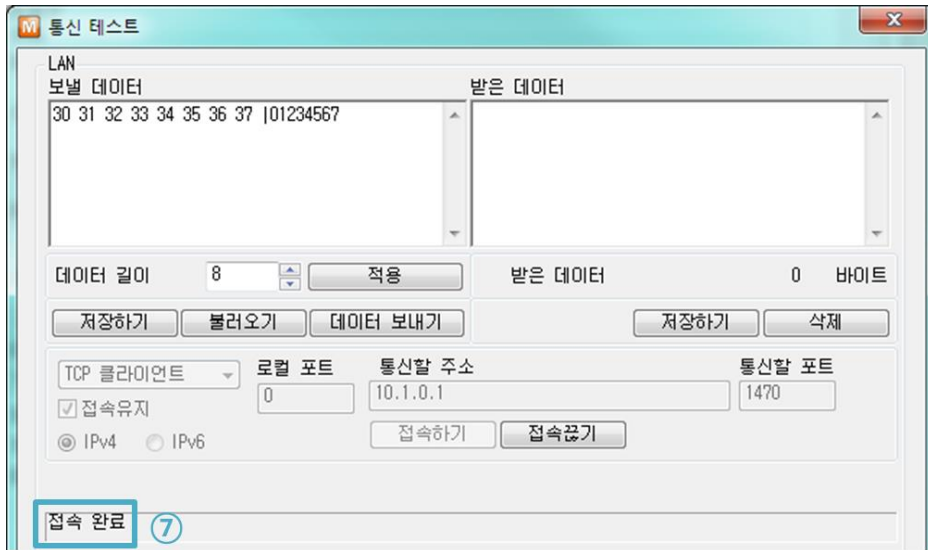 M 통신 테스트
LAN
보낼 데이터 받은 데이터
30 31 32 33 34 35 36 37 |01234567
데이터 길이 8 적용 받은 데이터 0 바이트
저장하기 불러오기 데이터 보내기 저장하기 삭제
TCP 클라이언트 로컬 포트 통신할 주소 통신할 포트
0 10.1.0.1 1470
접속유지
IPv4 IPv6 접속하기 접속끊기
접속 완료 ⑦